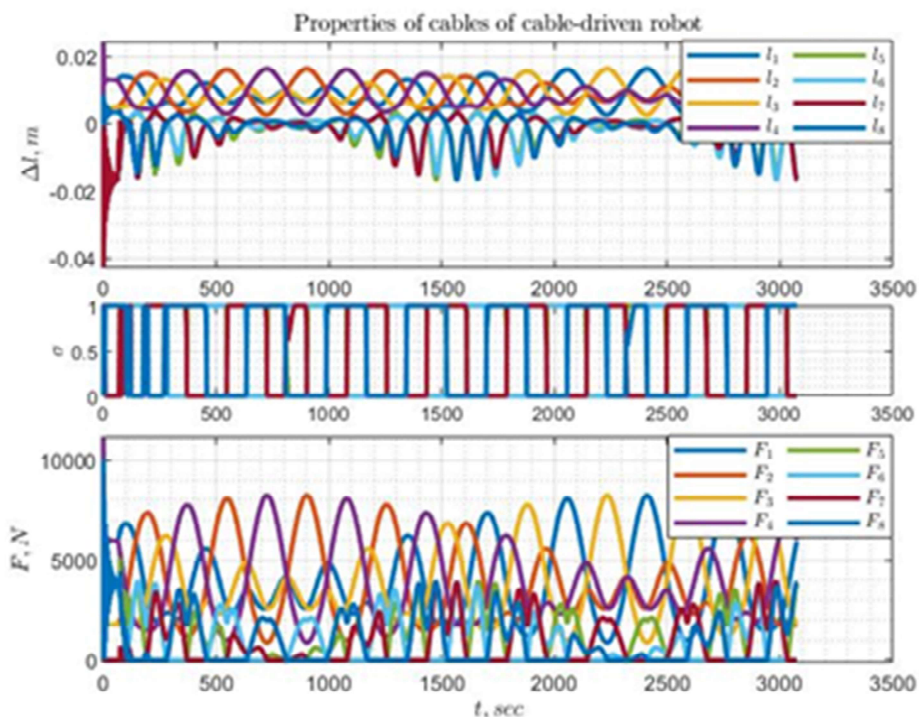 Properties of cables of cable-driven robot
Δl, m
0.02
0
-0.02
-0.04
l₁ l₅
l₂ l₆
l₃ l₇
l₄ l₈
0 500 1000 1500 2000 2500 3000 3500
σ
1
0.5
0
0 500 1000 1500 2000 2500 3000 3500
F, N
10000
5000
0
F₁ F₅
F₂ F₆
F₃ F₇
F₄ F₈
0 500 1000 1500 2000 2500 3000 3500
t, sec